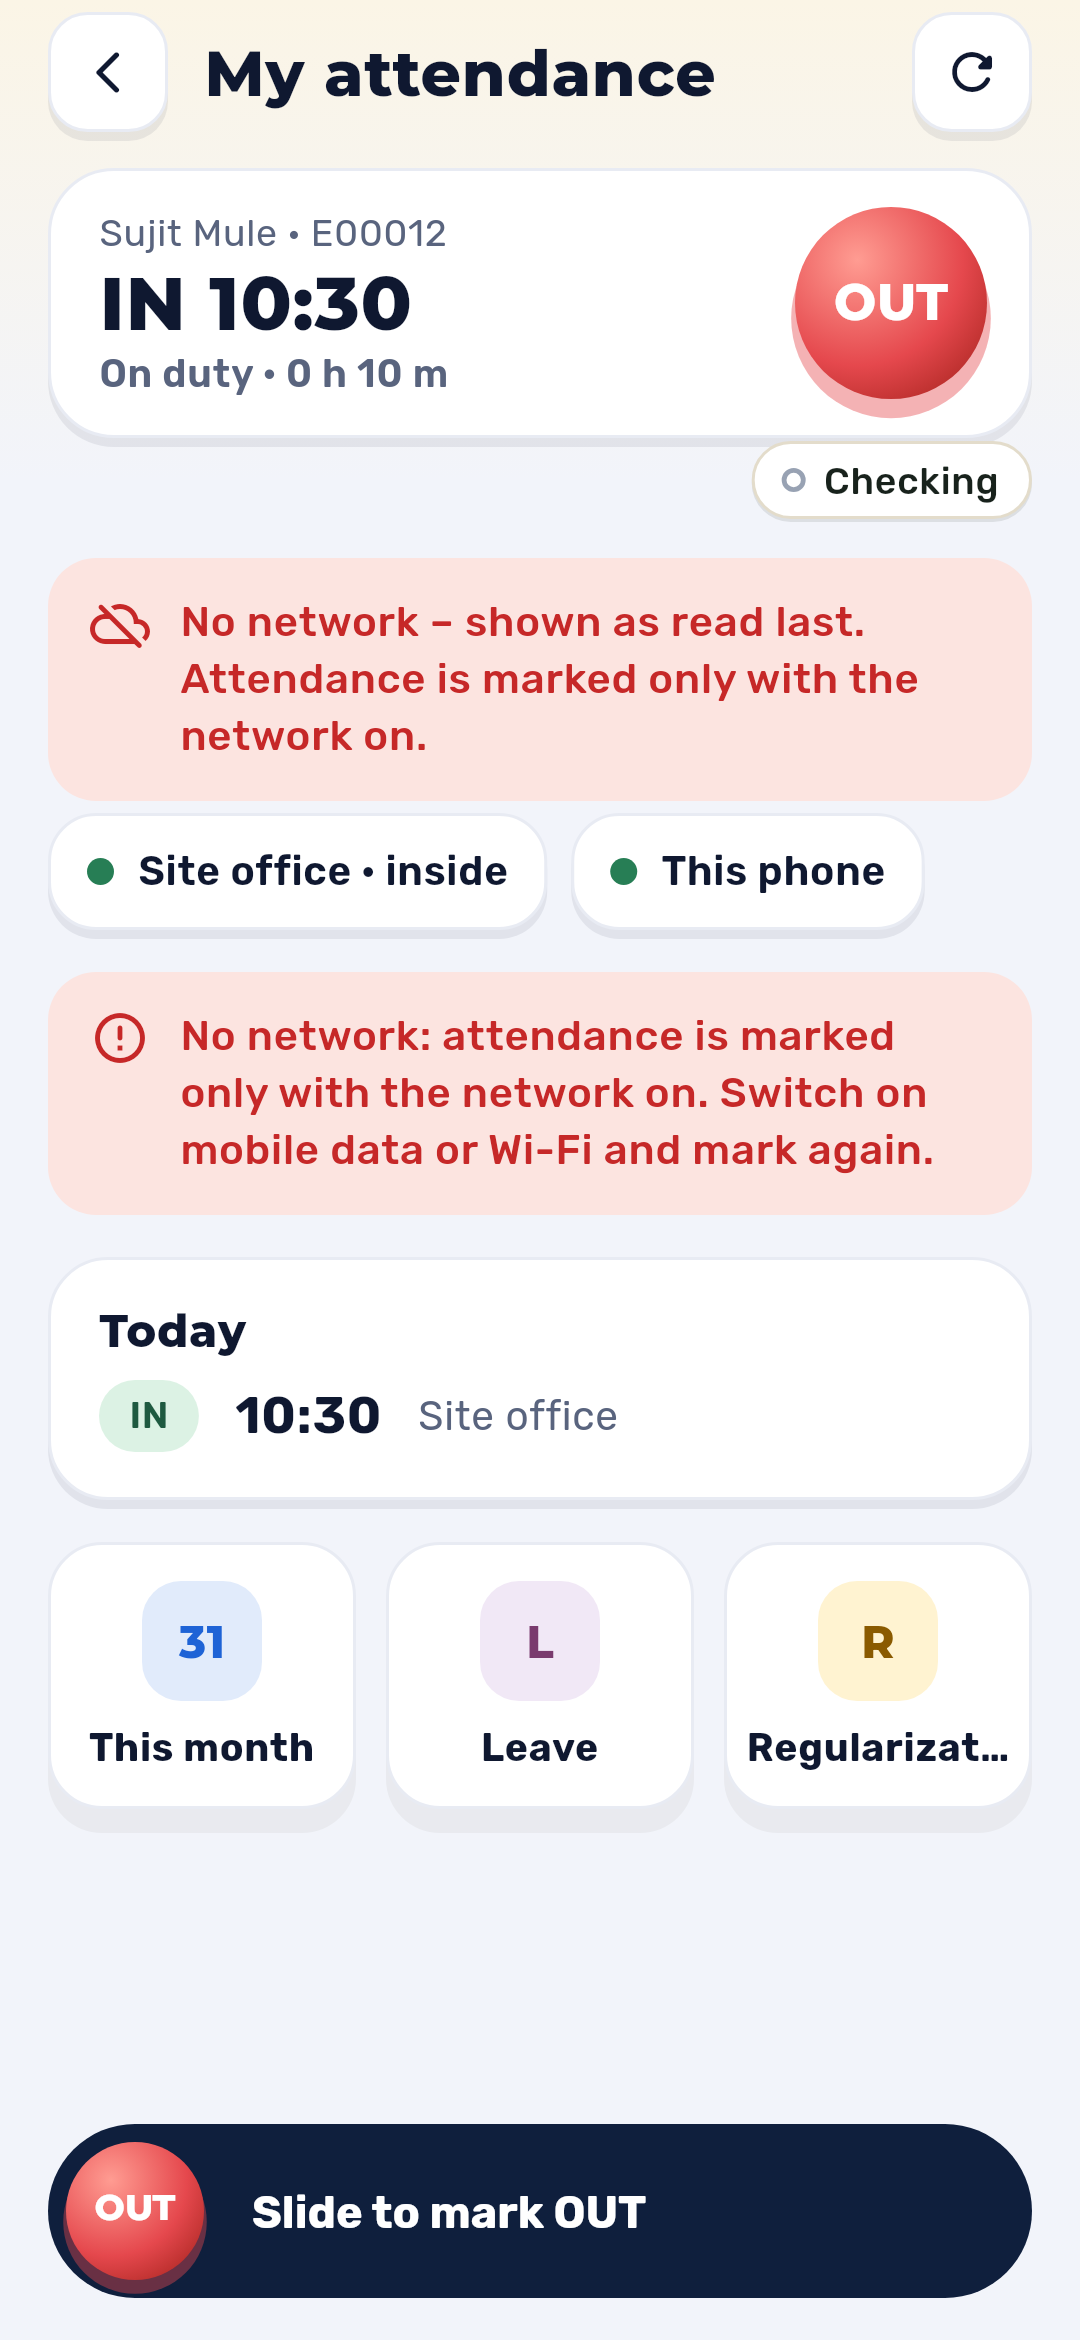 My attendance
Sujit Mule • E00012
IN 10:30
On duty • 0 h 10 m
OUT
Checking
No network – shown as read last.
Attendance is marked only with the
network on.
Site office • inside
This phone
No network: attendance is marked
only with the network on. Switch on
mobile data or Wi-Fi and mark again.
Today
IN 10:30 Site office
31
This month
L
Leave
R
Regularizat...
OUT
Slide to mark OUT